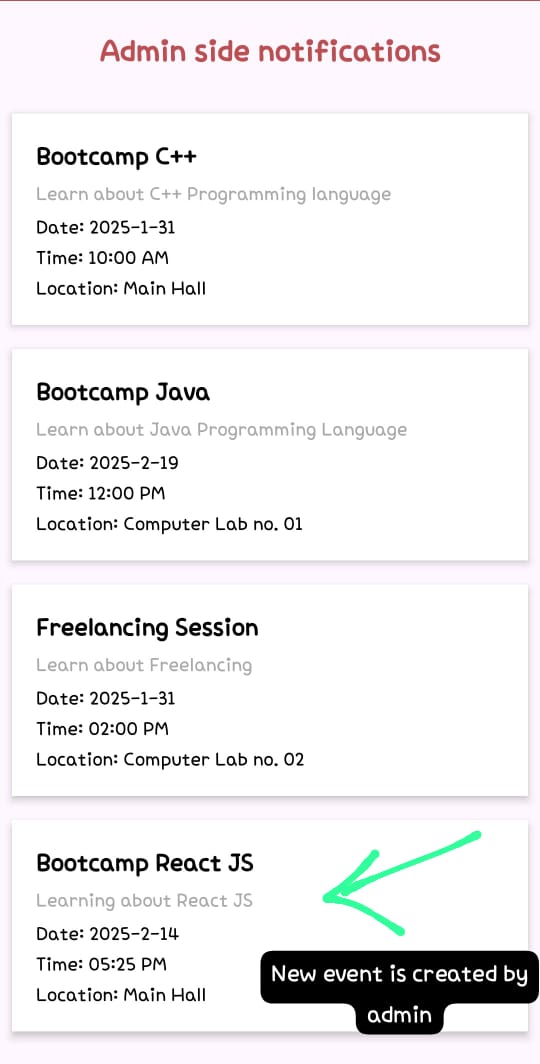 Admin side notifications
Bootcamp C++
Learn about C++ Programming language
Date: 2025-1-31
Time: 10:00 AM
Location: Main Hall
Bootcamp Java
Learn about Java Programming Language
Date: 2025-2-19
Time: 12:00 PM
Location: Computer Lab no. 01
Freelancing Session
Learn about Freelancing
Date: 2025-1-31
Time: 02:00 PM
Location: Computer Lab no. 02
Bootcamp React JS
Learning about React JS
Date: 2025-2-14
Time: 05:25 PM
Location: Main Hall
New event is created by
admin